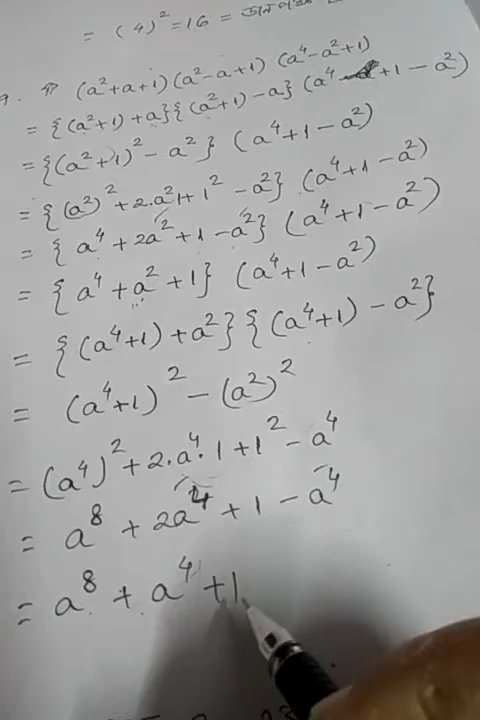 = (4)² = 16 =
9. (a²+a+1)(a²-a+1)(a⁴-a²+1)
= {(a²+1)+a}{(a²+1)-a}(a⁴+1-a²)
= {(a²+1)²-a²}(a⁴+1-a²)
= {(a²)²+2.a².1+1²-a²}(a⁴+1-a²)
= {a⁴+2a²+1-a²}(a⁴+1-a²)
= {a⁴+a²+1}(a⁴+1-a²)
= {(a⁴+1)+a²}{(a⁴+1)-a²}
= (a⁴+1)²-(a²)²
= (a⁴)²+2.a⁴.1+1²-a⁴
= a⁸+2a⁴+1-a⁴
= a⁸+a⁴+1